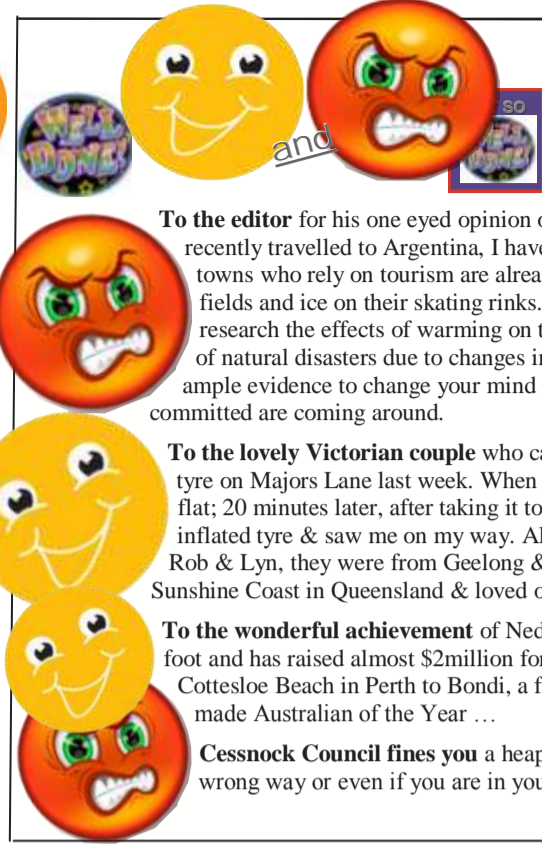 WELL
DONE!
and
SO
WELL
DONE!
To the editor for his one eyed opinion o
recently travelled to Argentina, I have
towns who rely on tourism are alrea
fields and ice on their skating rinks.
research the effects of warming on t
of natural disasters due to changes i
ample evidence to change your mind
committed are coming around.
To the lovely Victorian couple who ca
tyre on Majors Lane last week. When
flat; 20 minutes later, after taking it to
inflated tyre & saw me on my way. Al
Rob & Lyn, they were from Geelong &
Sunshine Coast in Queensland & loved o
To the wonderful achievement of Ned
foot and has raised almost $2million for
Cottesloe Beach in Perth to Bondi, a f
made Australian of the Year …
Cessnock Council fines you a heap
wrong way or even if you are in you